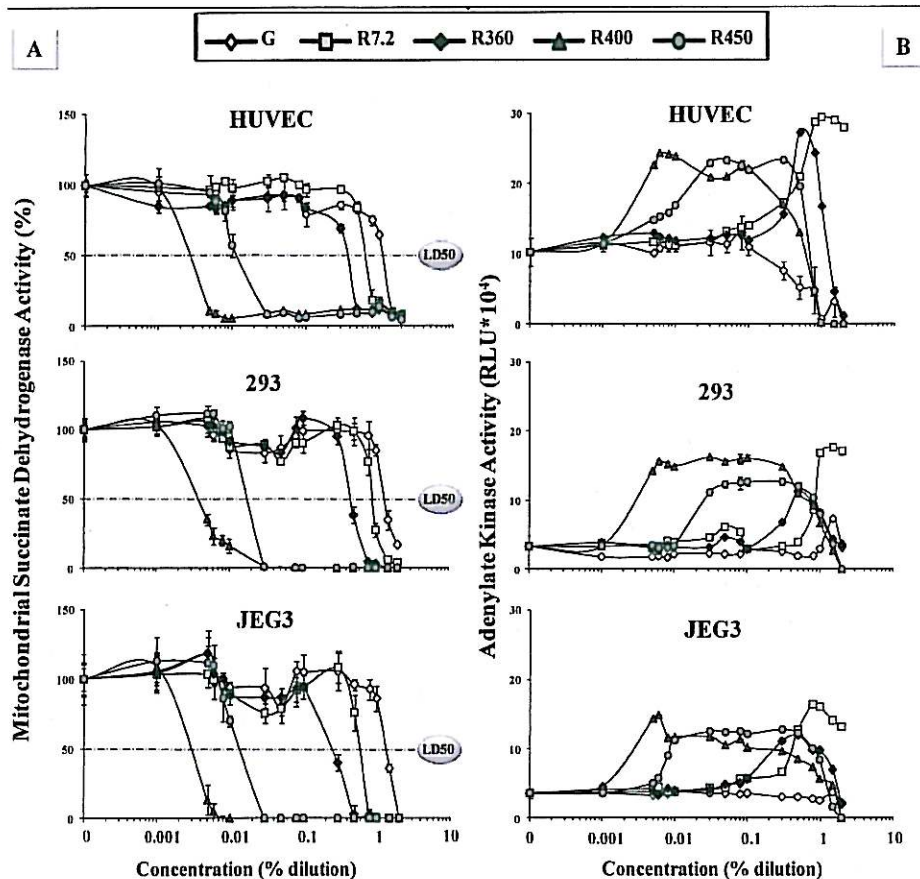 G R7.2 R360 R400 R450
A
B
HUVEC
150
100
50
0
LD50
293
150
100
50
0
LD50
JEG3
150
100
50
0
LD50
0 0.001 0.01 0.1 1 10
Concentration (% dilution)
Mitochondrial Succinate Dehydrogenase Activity (%)
HUVEC
30
20
10
0
293
30
20
10
0
JEG3
30
20
10
0
0 0.001 0.01 0.1 1 10
Concentration (% dilution)
Adenylate Kinase Activity (RLU*10⁴)